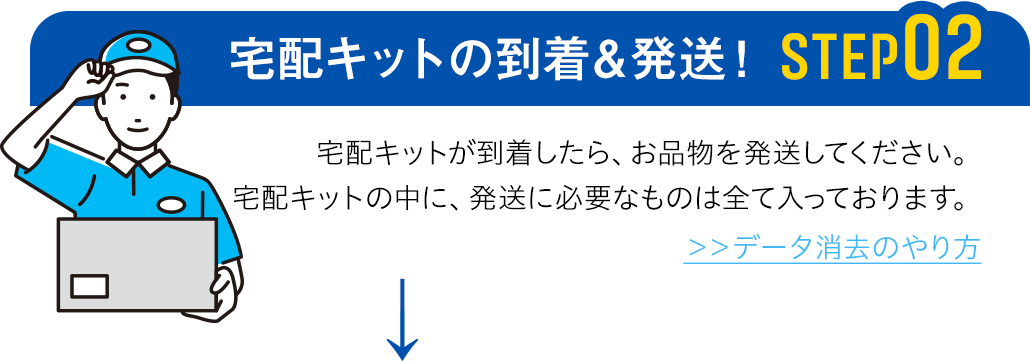 宅配キットの到着&発送! STEP02
宅配キットが到着したら、お品物を発送してください。
宅配キットの中に、発送に必要なものは全て入っております。
>>データ消去のやり方